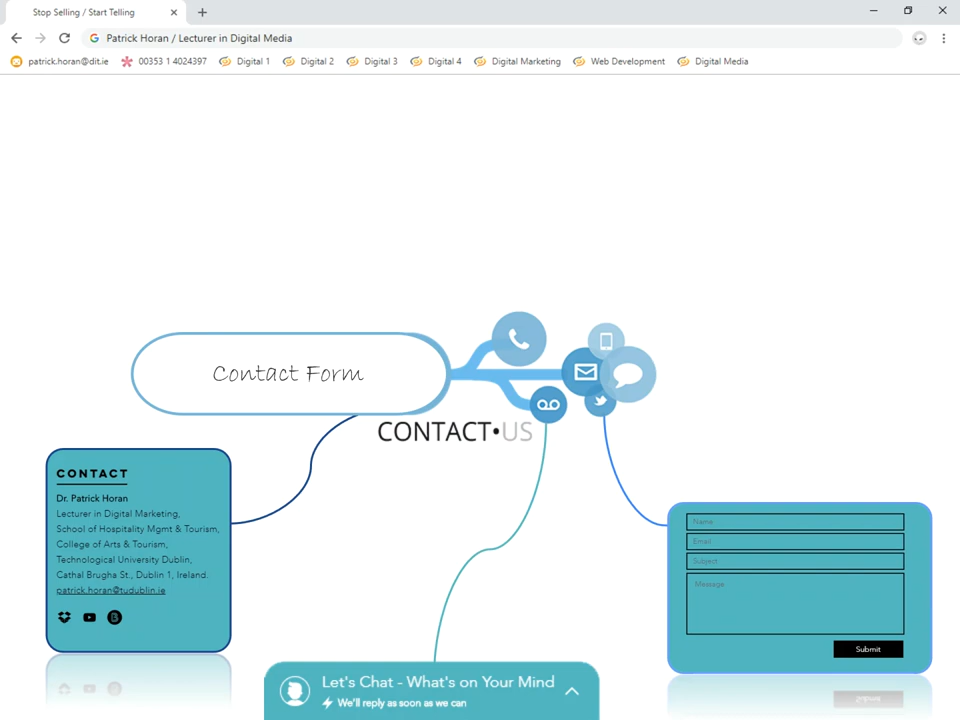 Stop Selling / Start Telling
Patrick Horan / Lecturer in Digital Media
patrick.horan@dit.ie 00353 1 4024397 Digital 1 Digital 2 Digital 3 Digital 4 Digital Marketing Web Development Digital Media
Contact Form
CONTACT•US
CONTACT
Dr. Patrick Horan
Lecturer in Digital Marketing,
School of Hospitality Mgmt & Tourism,
College of Arts & Tourism,
Technological University Dublin,
Cathal Brugha St., Dublin 1, Ireland.
patrick.horan@tudublin.ie
Name
Email
Subject
Message
Submit
Let's Chat - What's on Your Mind
We'll reply as soon as we can